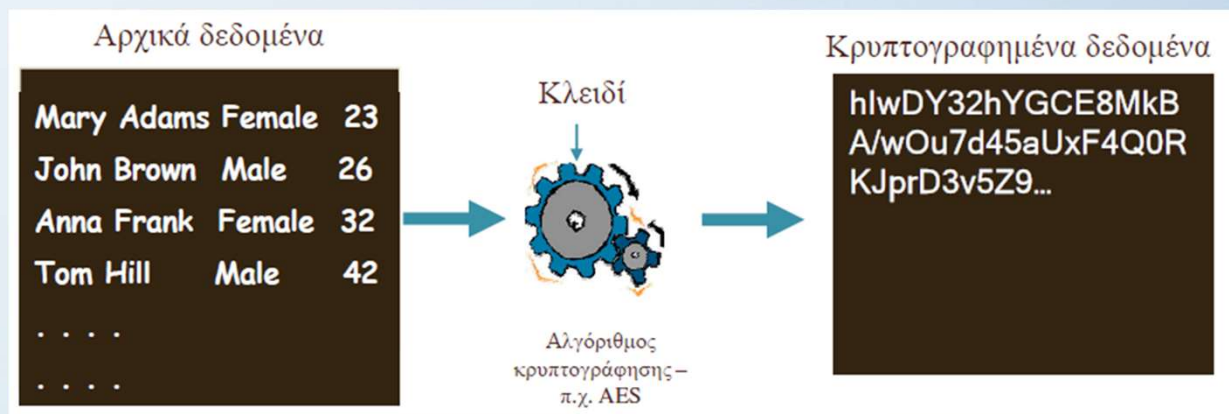 Αρχικά δεδομένα
Mary Adams Female 23
John Brown Male 26
Anna Frank Female 32
Tom Hill Male 42
. . . .
. . . .
Κλειδί
Αλγόριθμος
κρυπτογράφησης –
π.χ. AES
Κρυπτογραφημένα δεδομένα
hIwDY32hYGCE8MkB
A/wOu7d45aUxF4Q0R
KJprD3v5Z9...